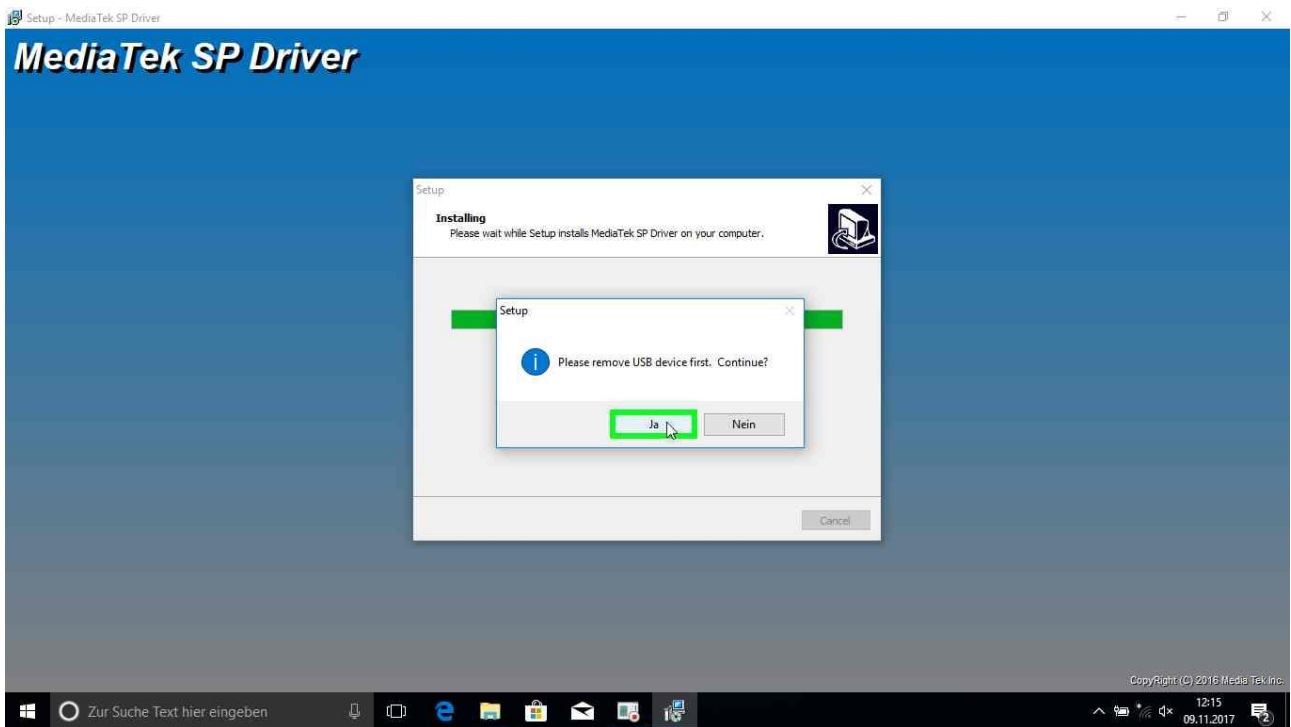 Setup - MediaTek SP Driver
MediaTek SP Driver
Setup
Installing
Please wait while Setup installs MediaTek SP Driver on your computer.
Setup
Please remove USB device first. Continue?
Ja
Nein
Cancel
CopyRight (C) 2016 Media Tek Inc.
Zur Suche Text hier eingeben
12:15
09.11.2017
2